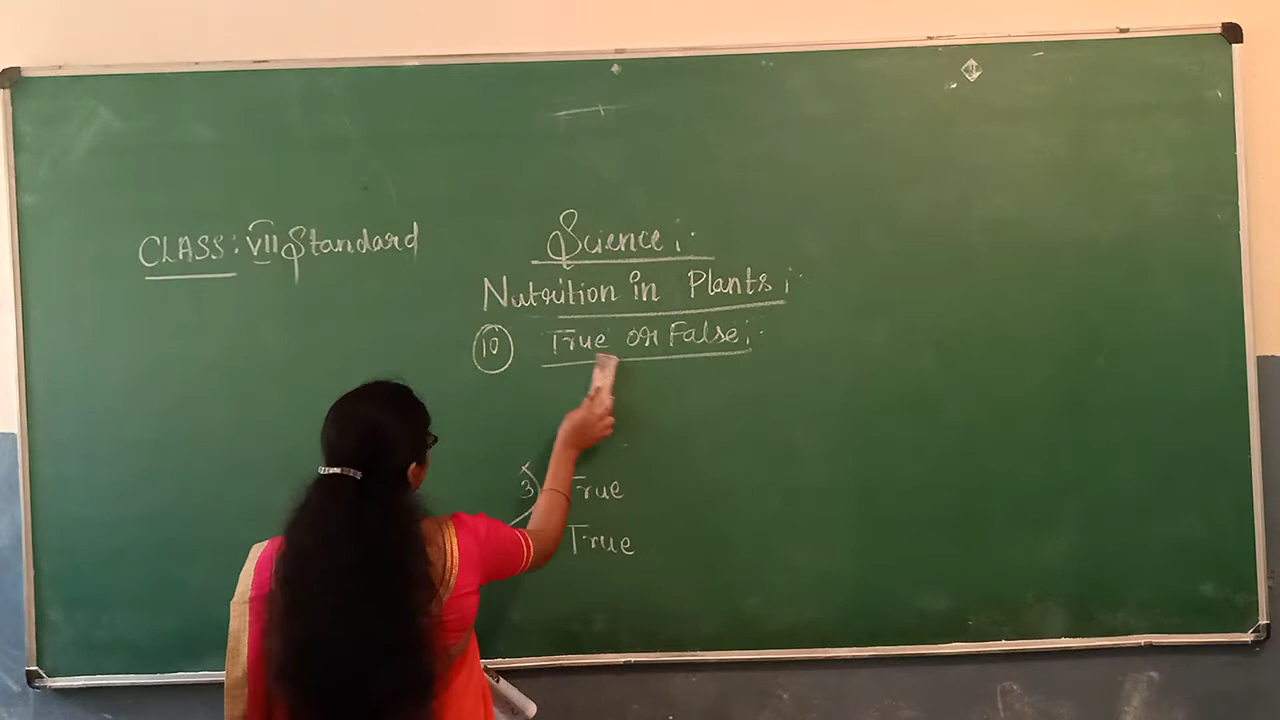 CLASS: VII Standard
Science:
Nutrition in Plants:
10 True or False:
3) True
True